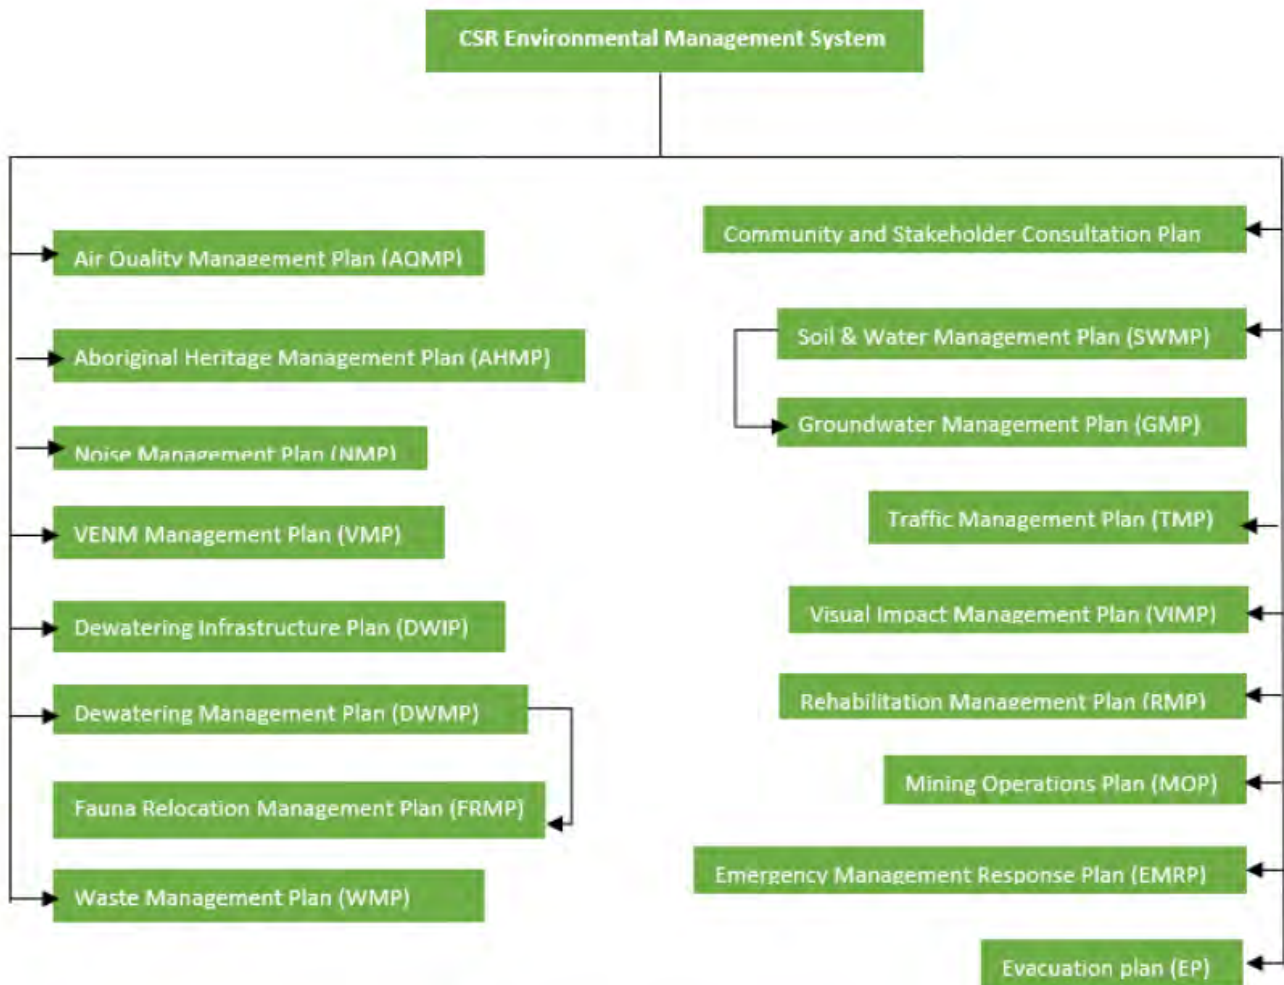 CSR Environmental Management System
Air Quality Management Plan (AQMP)
Aboriginal Heritage Management Plan (AHMP)
Noise Management Plan (NMP)
VENM Management Plan (VMP)
Dewatering Infrastructure Plan (DWIP)
Dewatering Management Plan (DWMP)
Fauna Relocation Management Plan (FRMP)
Waste Management Plan (WMP)
Community and Stakeholder Consultation Plan
Soil & Water Management Plan (SWMP)
Groundwater Management Plan (GMP)
Traffic Management Plan (TMP)
Visual Impact Management Plan (VIMP)
Rehabilitation Management Plan (RMP)
Mining Operations Plan (MOP)
Emergency Management Response Plan (EMRP)
Evacuation plan (EP)